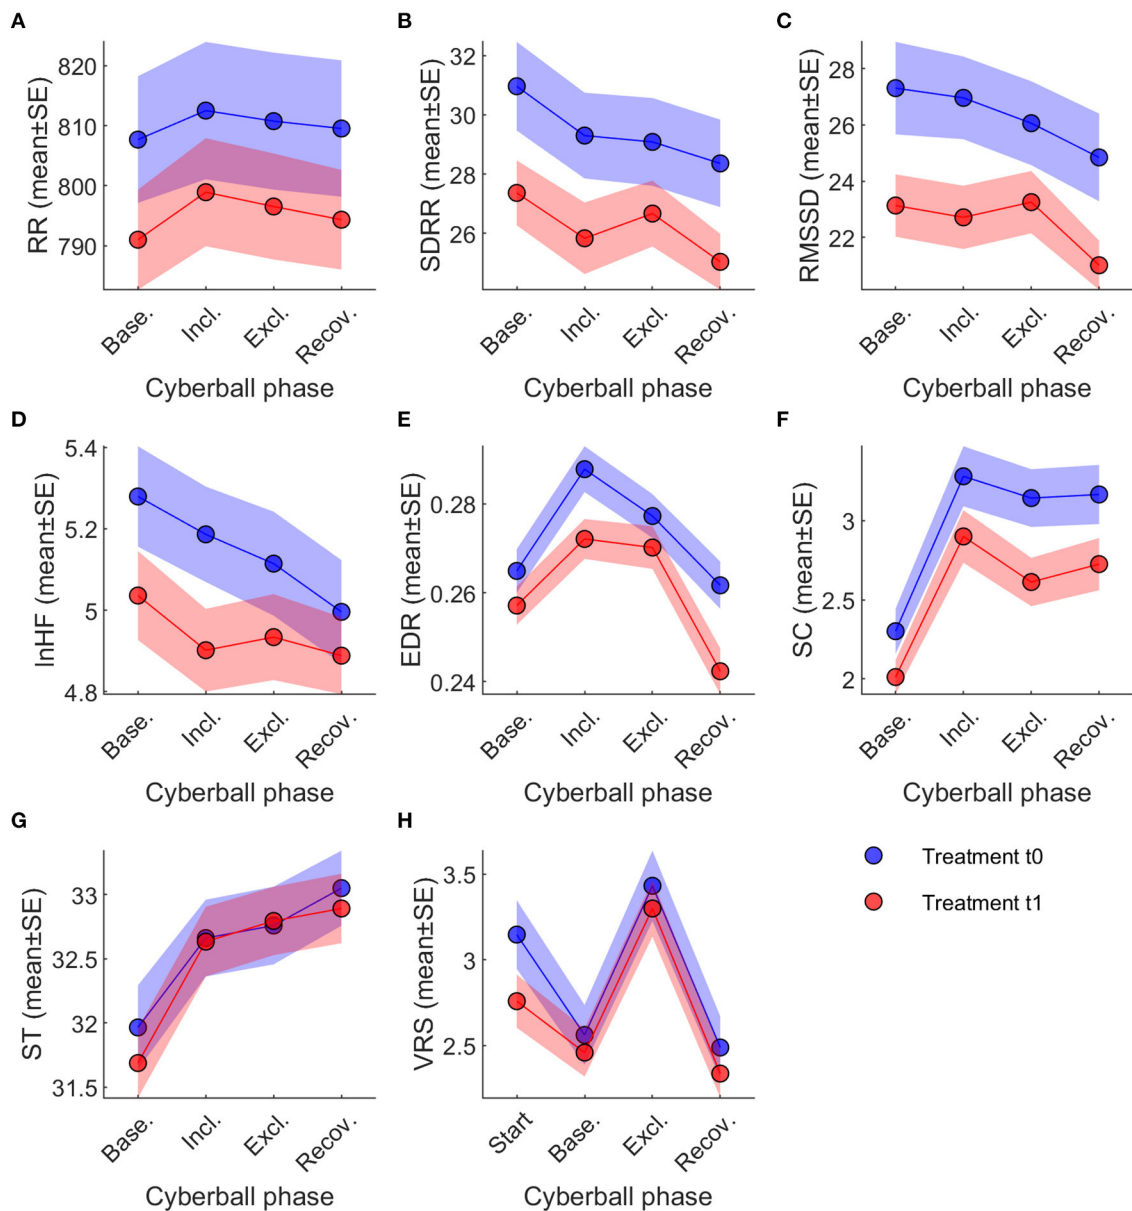 A
RR (mean±SE)
820
810
800
790
Base.
Incl.
Excl.
Recov.
Cyberball phase
B
SDRR (mean±SE)
32
30
28
26
Base.
Incl.
Excl.
Recov.
Cyberball phase
C
RMSSD (mean±SE)
28
26
24
22
Base.
Incl.
Excl.
Recov.
Cyberball phase
D
lnHF (mean±SE)
5.4
5.2
5
4.8
Base.
Incl.
Excl.
Recov.
Cyberball phase
E
EDR (mean±SE)
0.28
0.26
0.24
Base.
Incl.
Excl.
Recov.
Cyberball phase
F
SC (mean±SE)
3
2.5
2
Base.
Incl.
Excl.
Recov.
Cyberball phase
G
ST (mean±SE)
33
32.5
32
31.5
Base.
Incl.
Excl.
Recov.
Cyberball phase
H
VRS (mean±SE)
3.5
3
2.5
Start
Base.
Excl.
Recov.
Cyberball phase
Treatment t0
Treatment t1